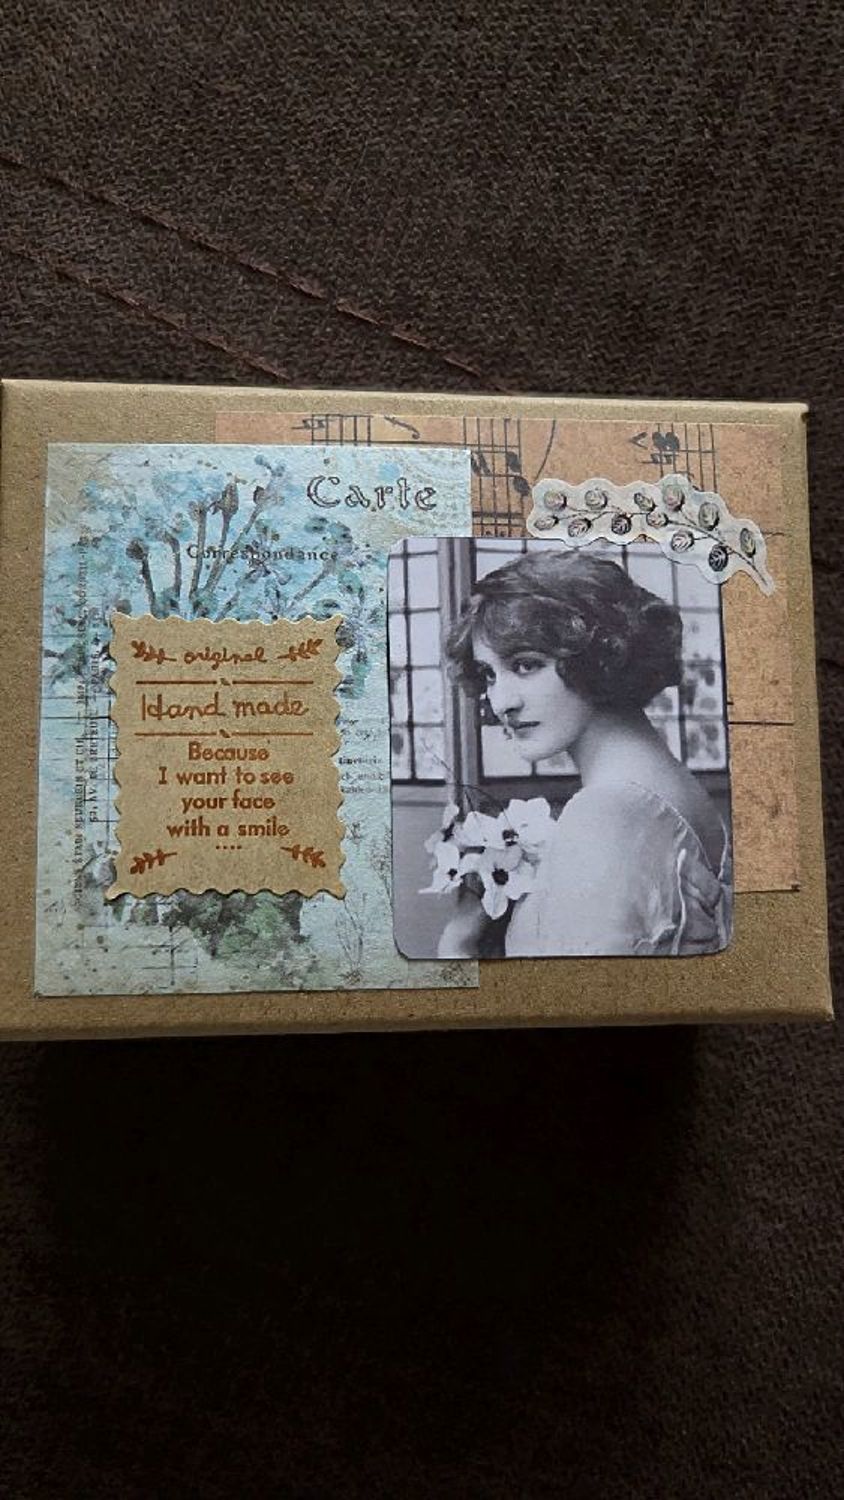 Carte
Correspondance
original
Hand made
Because
I want to see
your face
with a smile